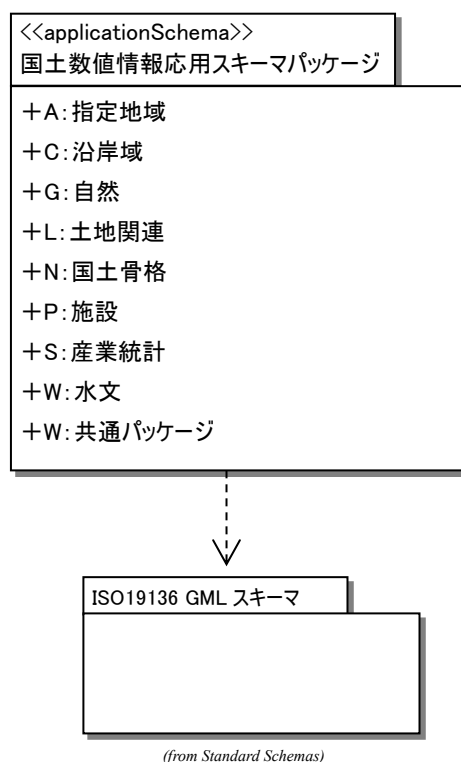 <<applicationSchema>>
国土数値情報応用スキーマパッケージ
＋A：指定地域
＋C：沿岸域
＋G：自然
＋L：土地関連
＋N：国土骨格
＋P：施設
＋S：産業統計
＋W：水文
＋W：共通パッケージ
ISO19136 GML スキーマ
(from Standard Schemas)